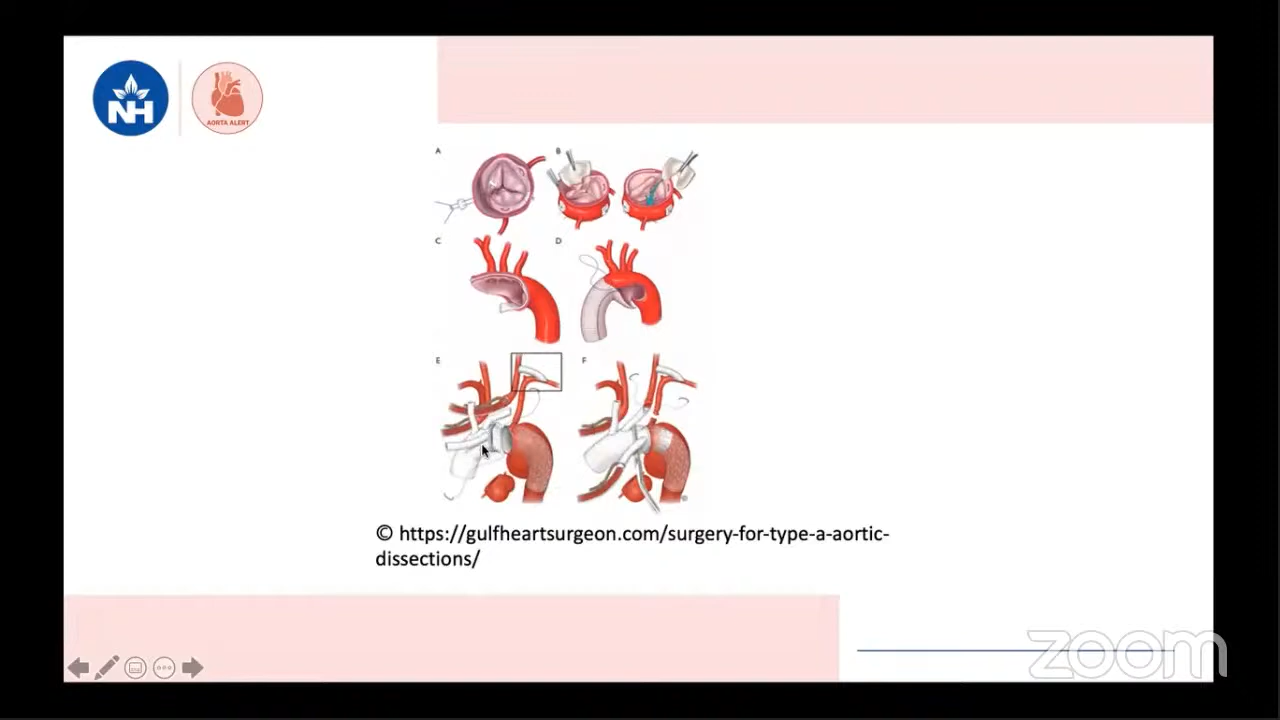 NH
AORTA ALERT
A
B
C
D
E
F
© https://gulfheartsurgeon.com/surgery-for-type-a-aortic-
dissections/
zoom